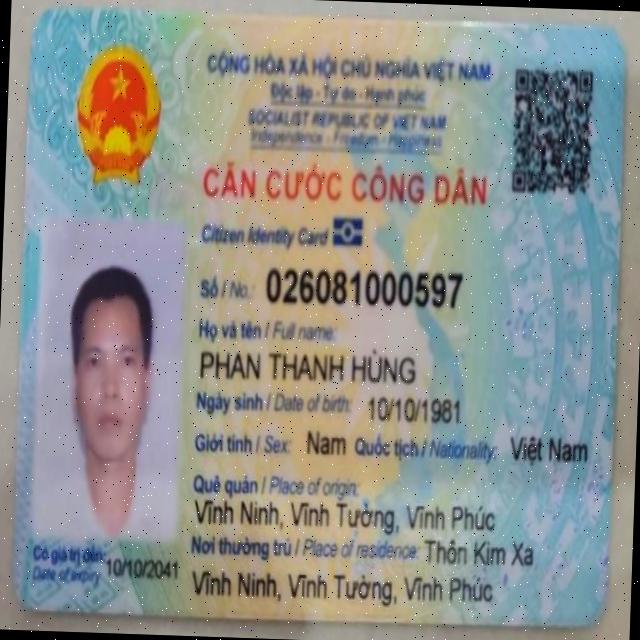 CỘNG HÒA XÃ HỘI CHỦ NGHĨA VIỆT NAM
Độc lập - Tự do - Hạnh phúc
SOCIALIST REPUBLIC OF VIET NAM
Independence - Freedom - Happiness
CĂN CƯỚC CÔNG DÂN
Citizen Identity Card
Số / No.: 026081000597
Họ và tên / Full name:
PHAN THANH HÙNG
Ngày sinh / Date of birth: 10/10/1981
Giới tính / Sex: Nam Quốc tịch / Nationality: Việt Nam
Quê quán / Place of origin:
Vĩnh Ninh, Vĩnh Tường, Vĩnh Phúc
Nơi thường trú / Place of residence: Thôn Kim Xa
Vĩnh Ninh, Vĩnh Tường, Vĩnh Phúc
Có giá trị đến: 10/10/2041
Date of expiry